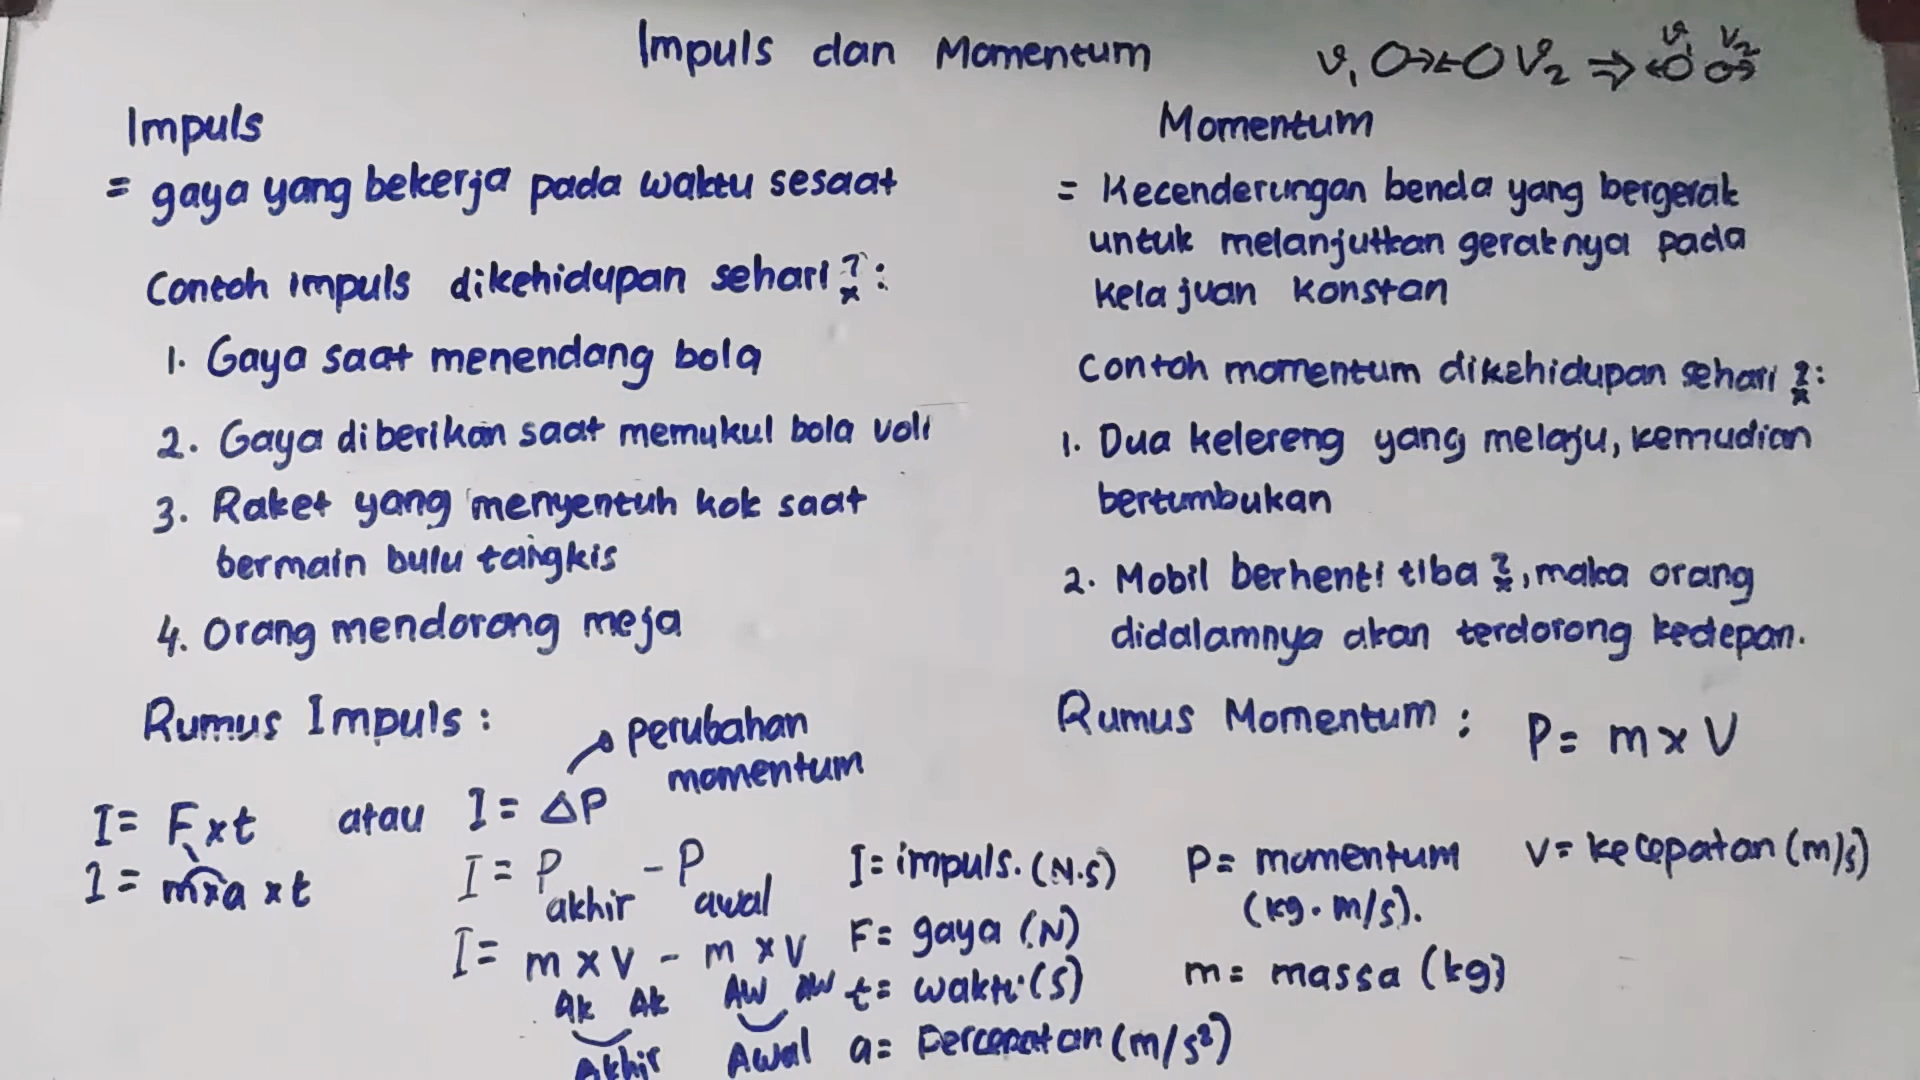 Impuls dan Momentum
v₁ O→←O V₂ ⇒ ←O O→ v₁ V₂
Impuls
= gaya yang bekerja pada waktu sesaat
Contoh impuls dikehidupan sehari²:
1. Gaya saat menendang bola
2. Gaya diberikan saat memukul bola voli
3. Raket yang menyentuh kok saat
bermain bulu tangkis
4. Orang mendorong meja
Rumus Impuls :
perubahan
momentum
I = F x t atau I = ΔP
I = m x a x t
I = P akhir - P awal
I = m x V - m x V
Ak Ak AW AW
Akhir Awal
I = impuls. (N.s)
F = gaya (N)
t = waktu (s)
a = Percepatan (m/s²)
Momentum
= Kecenderungan benda yang bergerak
untuk melanjutkan geraknya pada
kelajuan konstan
Contoh momentum dikehidupan sehari²:
1. Dua kelereng yang melaju, kemudian
bertumbukan
2. Mobil berhenti tiba², maka orang
didalamnya akan terdorong kedepan.
Rumus Momentum : P = m x V
P = momentum
(kg . m/s).
V = kecepatan (m/s)
m = massa (kg)